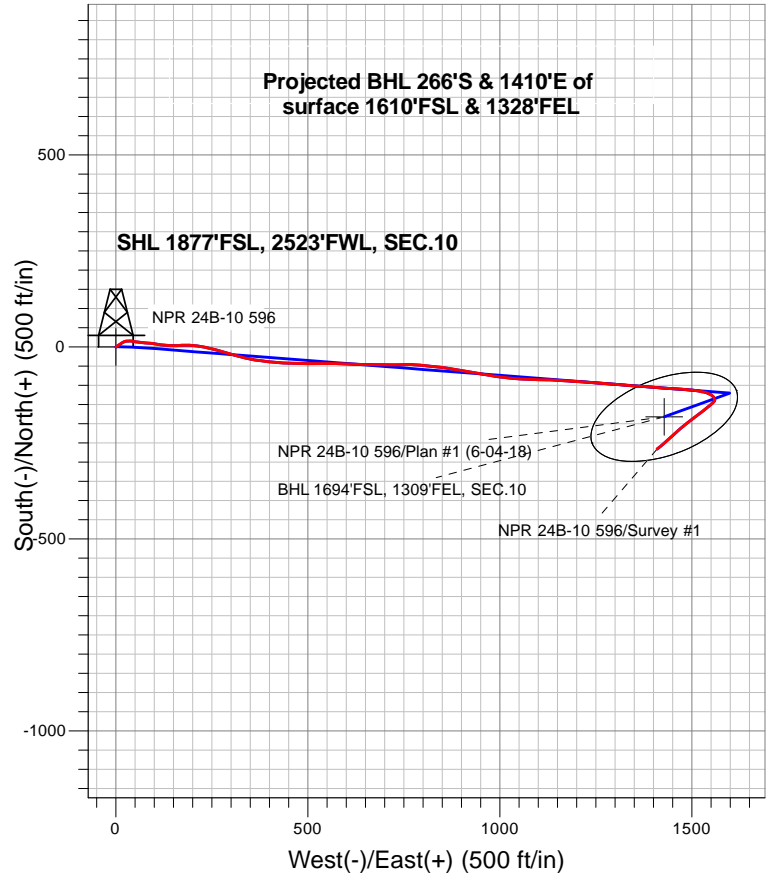 Projected BHL 266'S & 1410'E of
surface 1610'FSL & 1328'FEL
500
SHL 1877'FSL, 2523'FWL, SEC.10
NPR 24B-10 596
0
NPR 24B-10 596/Plan #1 (6-04-18)
BHL 1694'FSL, 1309'FEL, SEC.10
-500
NPR 24B-10 596/Survey #1
-1000
South(-)/North(+) (500 ft/in)
0 500 1000 1500
West(-)/East(+) (500 ft/in)